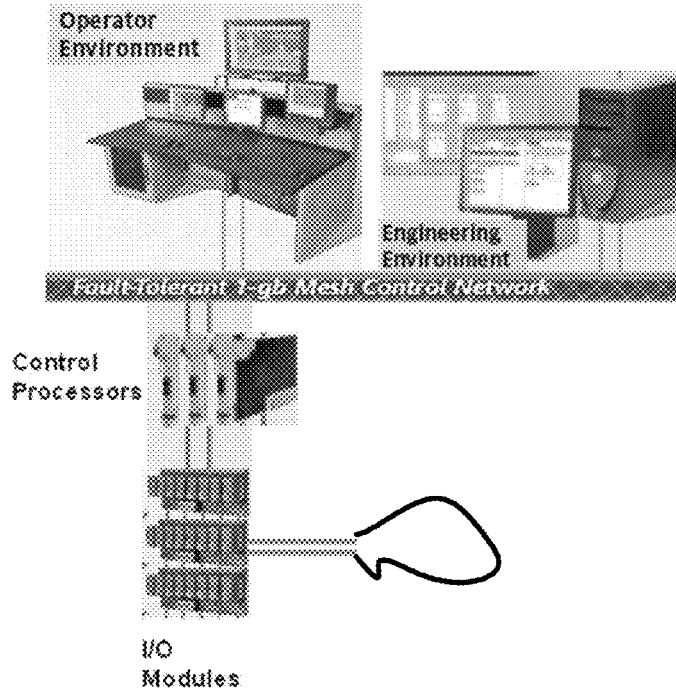 Operator
Environment
Engineering
Environment
Fault-Tolerant 1-gb Mesh Control Network
Control
Processors
I/O
Modules